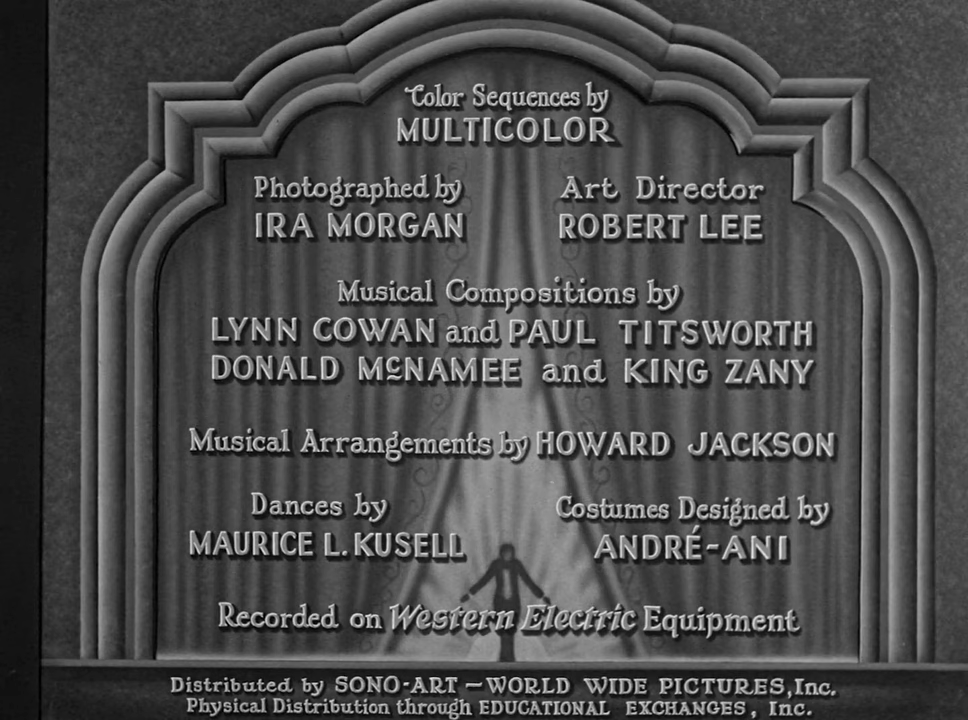 Color Sequences by
MULTICOLOR
Photographed by
IRA MORGAN
Art Director
ROBERT LEE
Musical Compositions by
LYNN COWAN and PAUL TITSWORTH
DONALD McNAMEE and KING ZANY
Musical Arrangements by HOWARD JACKSON
Dances by
MAURICE L. KUSELL
Costumes Designed by
ANDRÉ-ANI
Recorded on Western Electric Equipment
Distributed by SONO-ART — WORLD WIDE PICTURES, Inc.
Physical Distribution through EDUCATIONAL EXCHANGES, Inc.